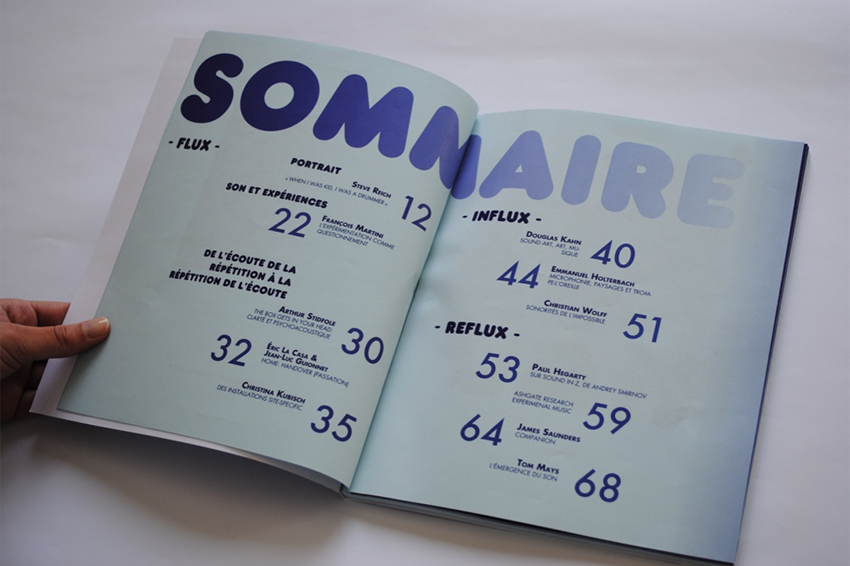 SOMMAIRE
- FLUX -
PORTRAIT
STEVE REICH
« WHEN I WAS KID, I WAS A DRUMMER »
12
SON ET EXPÉRIENCES
22
FRANÇOIS MARTINI
L'EXPÉRIMENTATION COMME
QUESTIONNEMENT
DE L'ÉCOUTE DE LA
RÉPÉTITION À LA
RÉPÉTITION DE L'ÉCOUTE
ARTHUR STIDFOLE
THE BOX GETS IN YOUR HEAD:
CLARTÉ ET PSYCHOACOUSTIQUE
30
32
ÉRIC LA CASA &
JEAN-LUC GUIONNET
HOME: HANDOVER (PASSATION)
CHRISTINA KUBISCH
DES INSTALLATIONS SITE-SPECIFIC
35
- INFLUX -
DOUGLAS KAHN
SOUND ART, ART, MU-
SIQUE
40
44
EMMANUEL HOLTERBACH
MICROPHONIE, PAYSAGES ET TROM-
PE-L'OREILLE
CHRISTIAN WOLFF
SONORITÉS DE L'IMPOSSIBLE
51
- REFLUX -
53
PAUL HEGARTY
SUR SOUND IN Z, DE ANDREY SMIRNOV
ASHGATE RESEARCH
EXPERIMENAL MUSIC
59
64
JAMES SAUNDERS
COMPANION
TOM MAYS
L'ÉMERGENCE DU SON
68